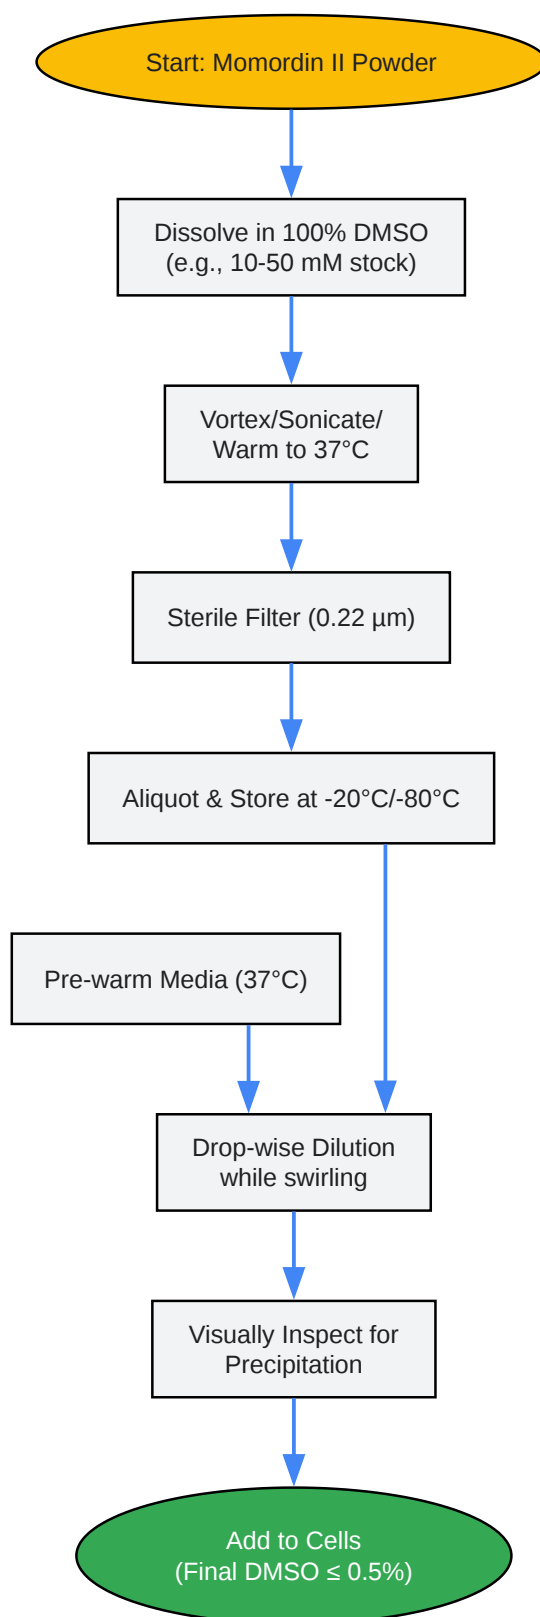 Start: Momordin II Powder
Dissolve in 100% DMSO
(e.g., 10-50 mM stock)
Vortex/Sonicate/
Warm to 37°C
Sterile Filter (0.22 µm)
Aliquot & Store at -20°C/-80°C
Pre-warm Media (37°C)
Drop-wise Dilution
while swirling
Visually Inspect for
Precipitation
Add to Cells
(Final DMSO ≤ 0.5%)